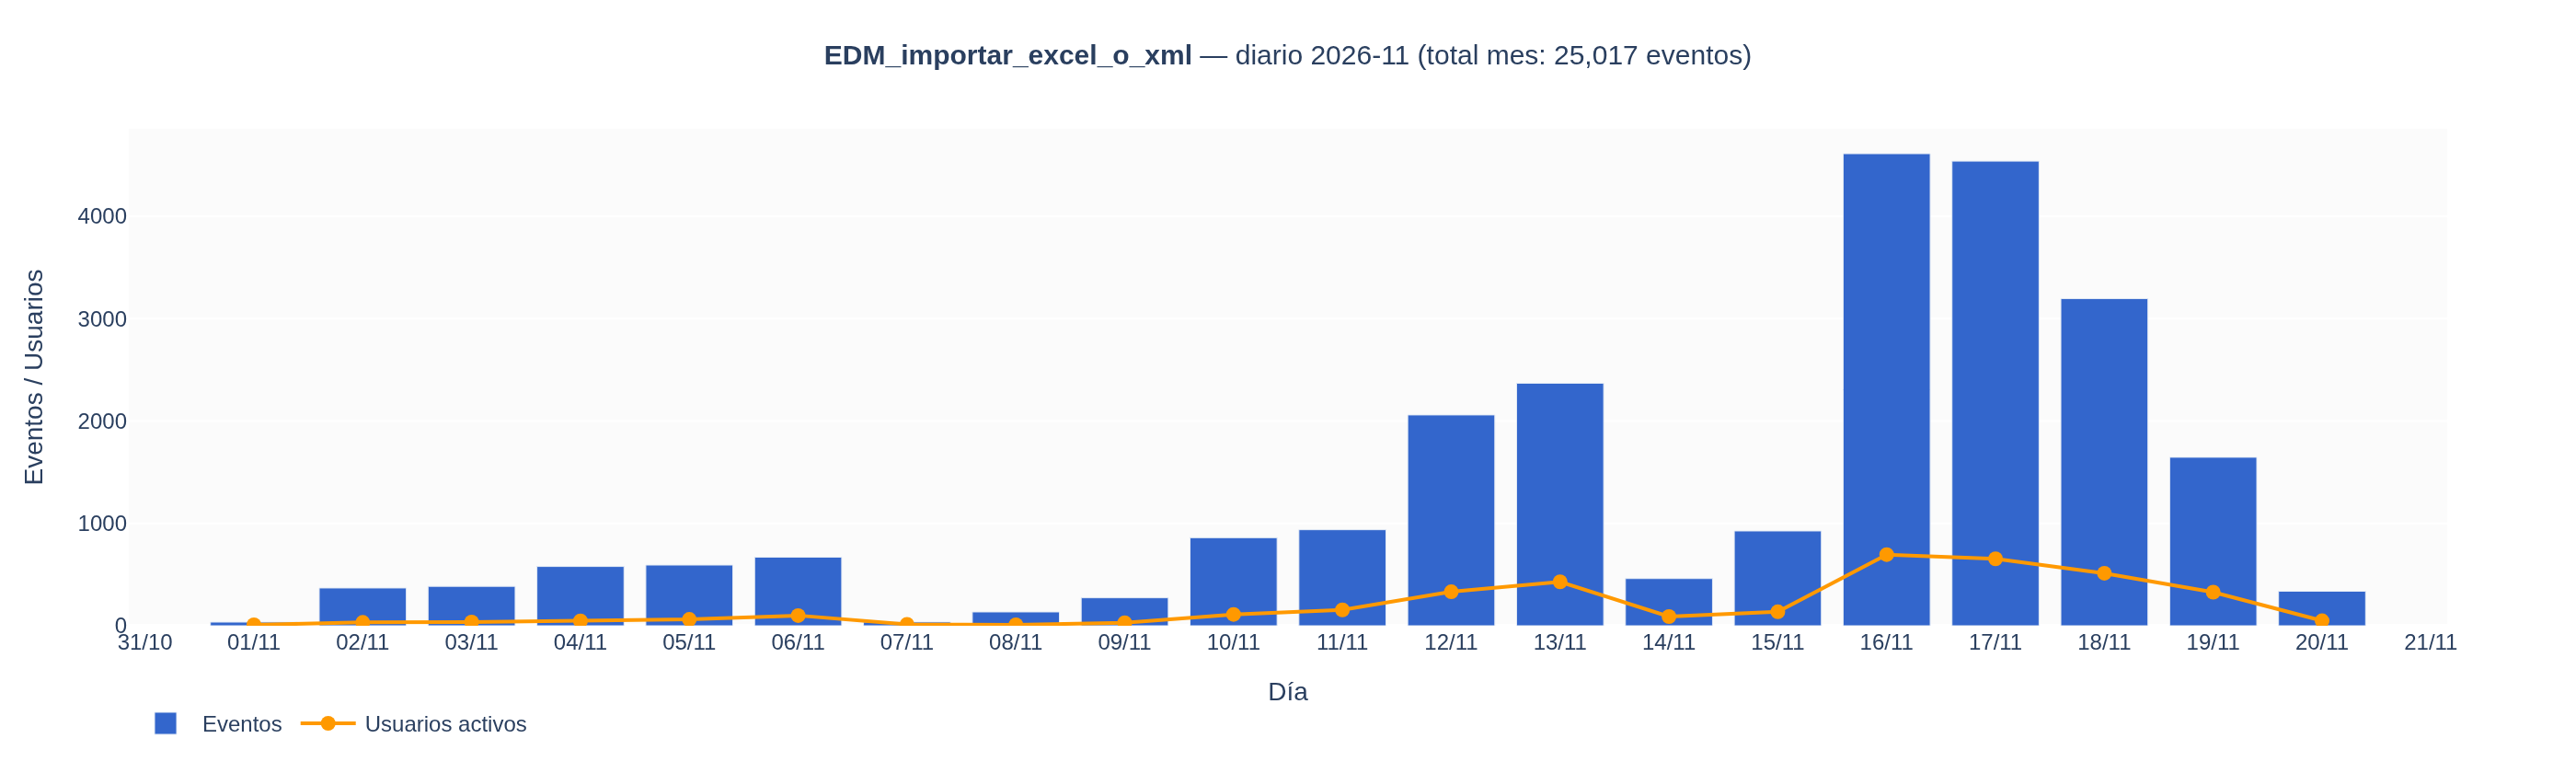 EDM_importar_excel_o_xml — diario 2026-11 (total mes: 25,017 eventos)
Eventos / Usuarios
4000
3000
2000
1000
0
31/10 01/11 02/11 03/11 04/11 05/11 06/11 07/11 08/11 09/11 10/11 11/11 12/11 13/11 14/11 15/11 16/11 17/11 18/11 19/11 20/11 21/11
Día
Eventos Usuarios activos